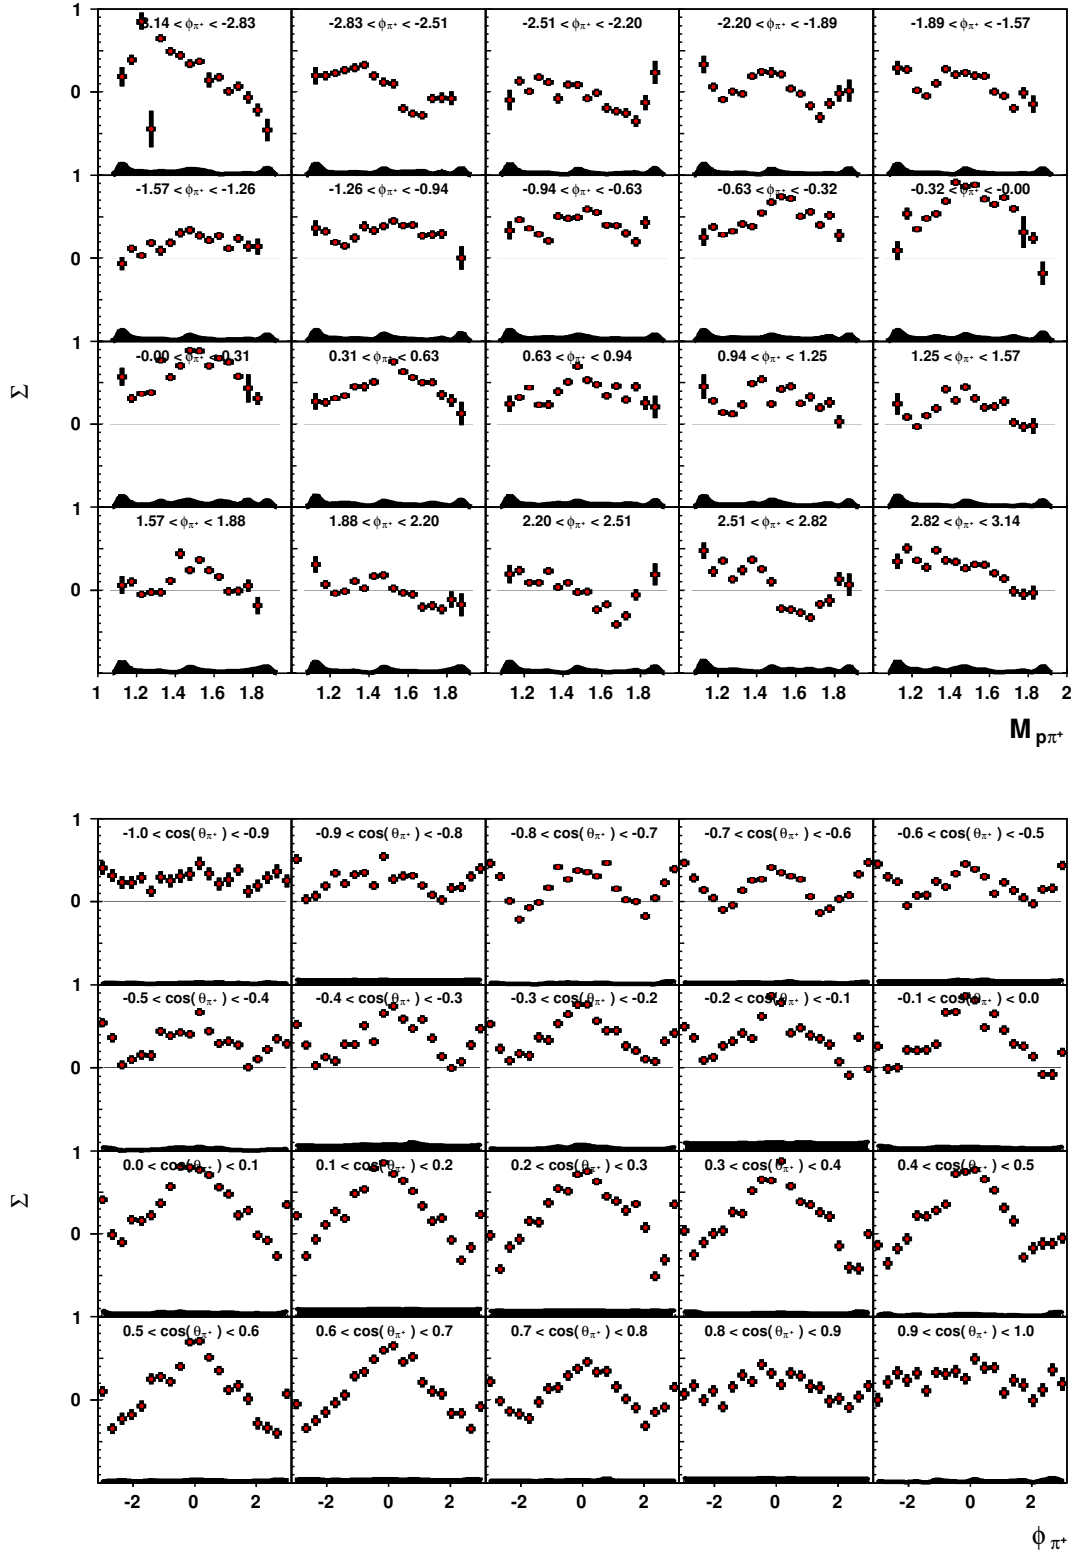 1
-3.14 < ϕπ+ < -2.83
-2.83 < ϕπ+ < -2.51
-2.51 < ϕπ+ < -2.20
-2.20 < ϕπ+ < -1.89
-1.89 < ϕπ+ < -1.57
0
1
-1.57 < ϕπ+ < -1.26
-1.26 < ϕπ+ < -0.94
-0.94 < ϕπ+ < -0.63
-0.63 < ϕπ+ < -0.32
-0.32 < ϕπ+ < -0.00
0
1
-0.00 < ϕπ+ < 0.31
0.31 < ϕπ+ < 0.63
0.63 < ϕπ+ < 0.94
0.94 < ϕπ+ < 1.25
1.25 < ϕπ+ < 1.57
Σ
0
1
1.57 < ϕπ+ < 1.88
1.88 < ϕπ+ < 2.20
2.20 < ϕπ+ < 2.51
2.51 < ϕπ+ < 2.82
2.82 < ϕπ+ < 3.14
0
1 1.2 1.4 1.6 1.8 1.2 1.4 1.6 1.8 1.2 1.4 1.6 1.8 1.2 1.4 1.6 1.8 1.2 1.4 1.6 1.8 2
M pπ+
1
-1.0 < cos(θπ+) < -0.9
-0.9 < cos(θπ+) < -0.8
-0.8 < cos(θπ+) < -0.7
-0.7 < cos(θπ+) < -0.6
-0.6 < cos(θπ+) < -0.5
0
1
-0.5 < cos(θπ+) < -0.4
-0.4 < cos(θπ+) < -0.3
-0.3 < cos(θπ+) < -0.2
-0.2 < cos(θπ+) < -0.1
-0.1 < cos(θπ+) < 0.0
0
1
0.0 < cos(θπ+) < 0.1
0.1 < cos(θπ+) < 0.2
0.2 < cos(θπ+) < 0.3
0.3 < cos(θπ+) < 0.4
0.4 < cos(θπ+) < 0.5
Σ
0
1
0.5 < cos(θπ+) < 0.6
0.6 < cos(θπ+) < 0.7
0.7 < cos(θπ+) < 0.8
0.8 < cos(θπ+) < 0.9
0.9 < cos(θπ+) < 1.0
0
-2 0 2 -2 0 2 -2 0 2 -2 0 2 -2 0 2
ϕ π+